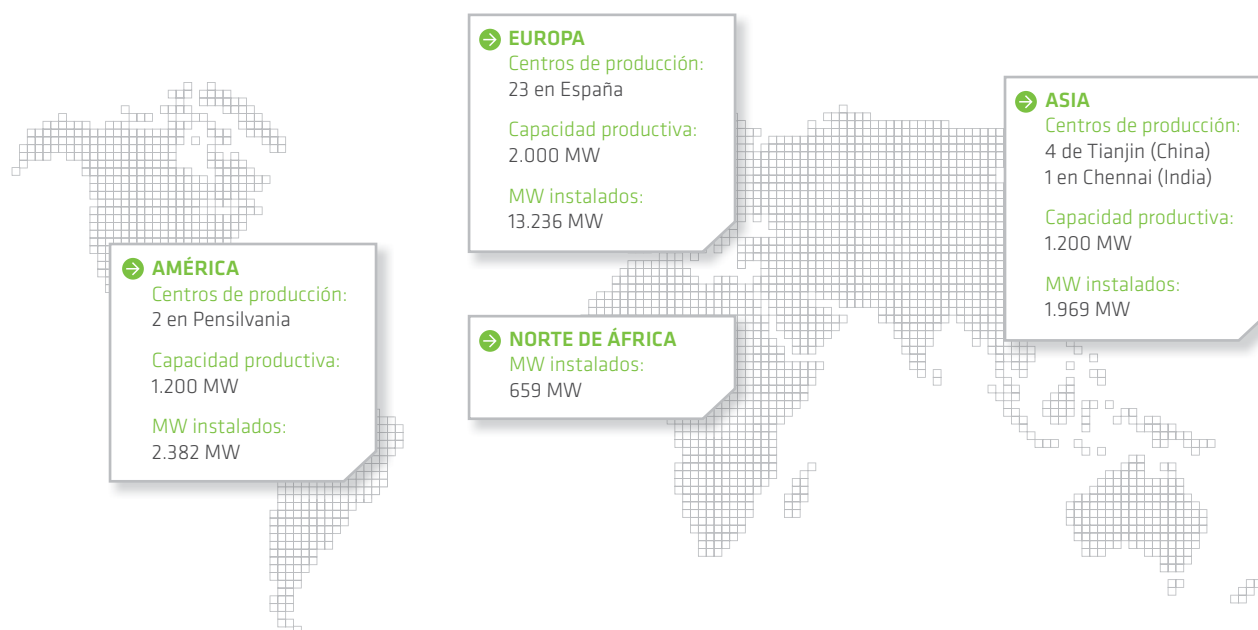 EUROPA
Centros de producción:
23 en España
Capacidad productiva:
2.000 MW
MW instalados:
13.236 MW
ASIA
Centros de producción:
4 de Tianjin (China)
1 en Chennai (India)
Capacidad productiva:
1.200 MW
MW instalados:
1.969 MW
AMÉRICA
Centros de producción:
2 en Pensilvania
Capacidad productiva:
1.200 MW
MW instalados:
2.382 MW
NORTE DE ÁFRICA
MW instalados:
659 MW